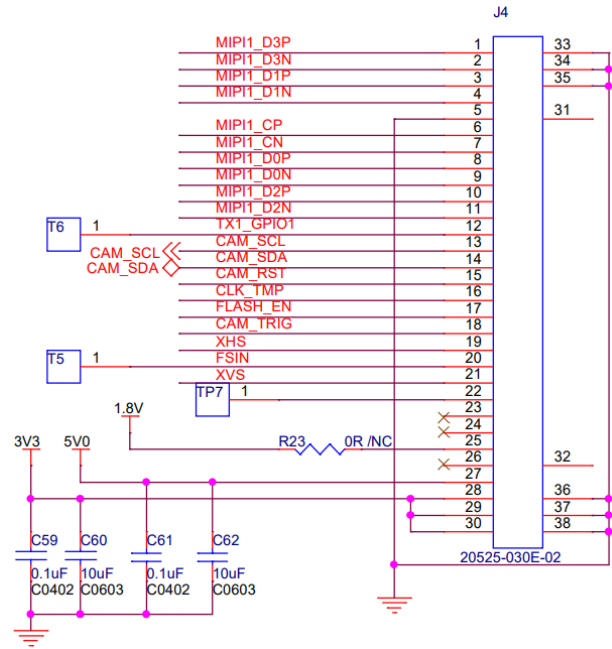 J4
MIPI1_D3P 1 33
MIPI1_D3N 2 34
MIPI1_D1P 3 35
MIPI1_D1N 4
5 31
MIPI1_CP 6
MIPI1_CN 7
MIPI1_D0P 8
MIPI1_D0N 9
MIPI1_D2P 10
MIPI1_D2N 11
T6 1 TX1_GPIO1 12
CAM_SCL CAM_SCL 13
CAM_SDA CAM_SDA 14
CAM_RST 15
CLK_TMP 16
FLASH_EN 17
CAM_TRIG 18
XHS 19
T5 1 FSIN 20
XVS 21
TP7 1 22
23
1.8V 24
R23 0R /NC 25
3V3 5V0 26 32
27
28 36
29 37
30 38
20525-030E-02
C59 C60 C61 C62
0.1uF 10uF 0.1uF 10uF
C0402 C0603 C0402 C0603